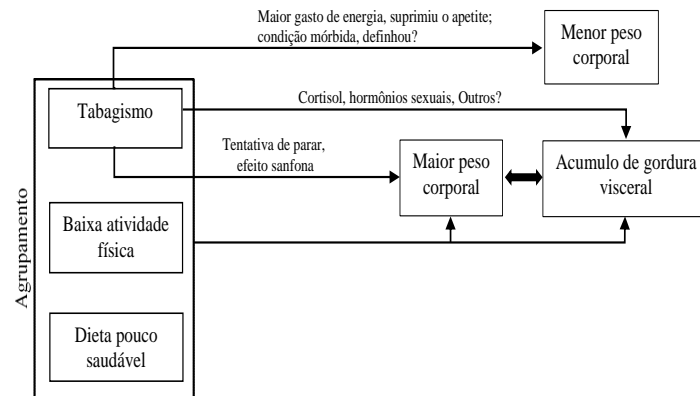 Maior gasto de energia, suprimiu o apetite;
condição mórbida, definhou?
Menor peso
corporal
Tabagismo
Cortisol, hormônios sexuais, Outros?
Tentativa de parar,
efeito sanfona
Maior peso
corporal
Acumulo de gordura
visceral
Agrupamento
Baixa atividade
física
Dieta pouco
saudável